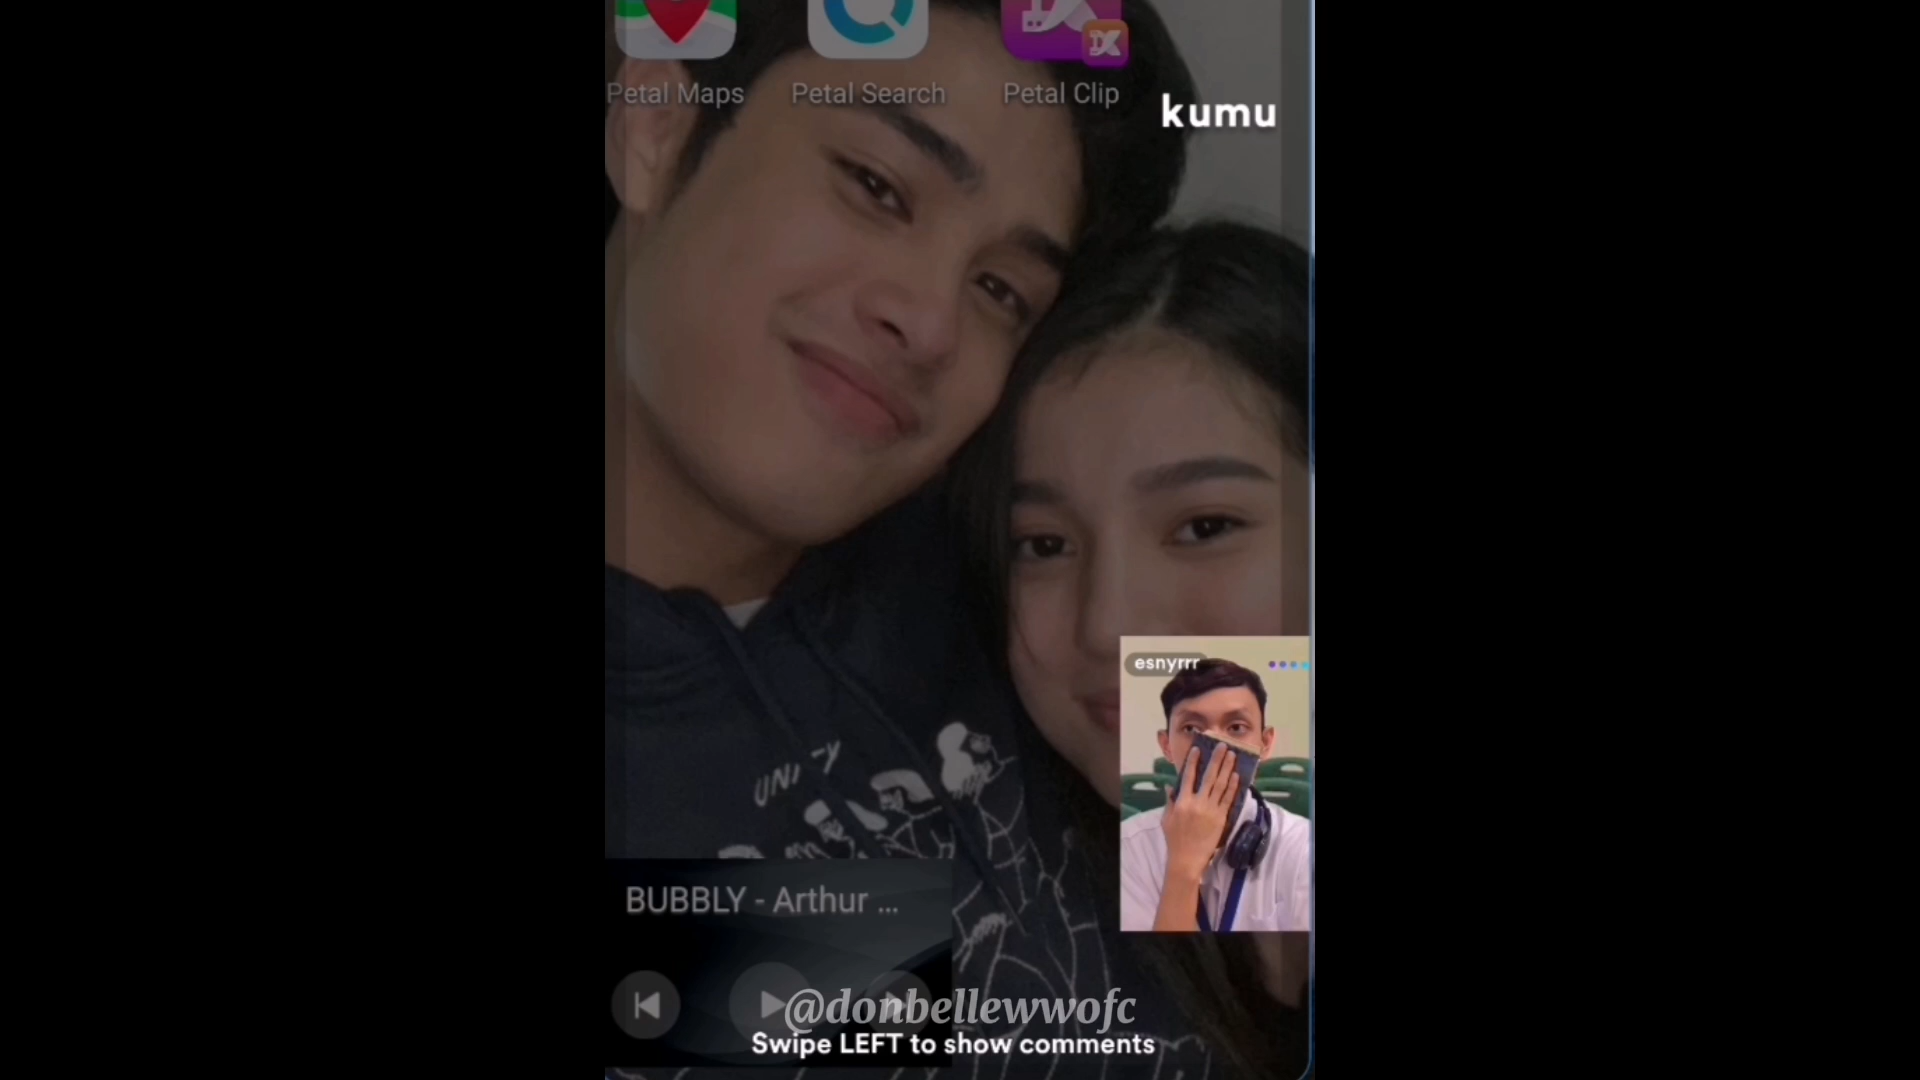 Petal Maps
Petal Search
Petal Clip
kumu
esnyrrr
BUBBLY - Arthur ...
@donbellewwofc
Swipe LEFT to show comments